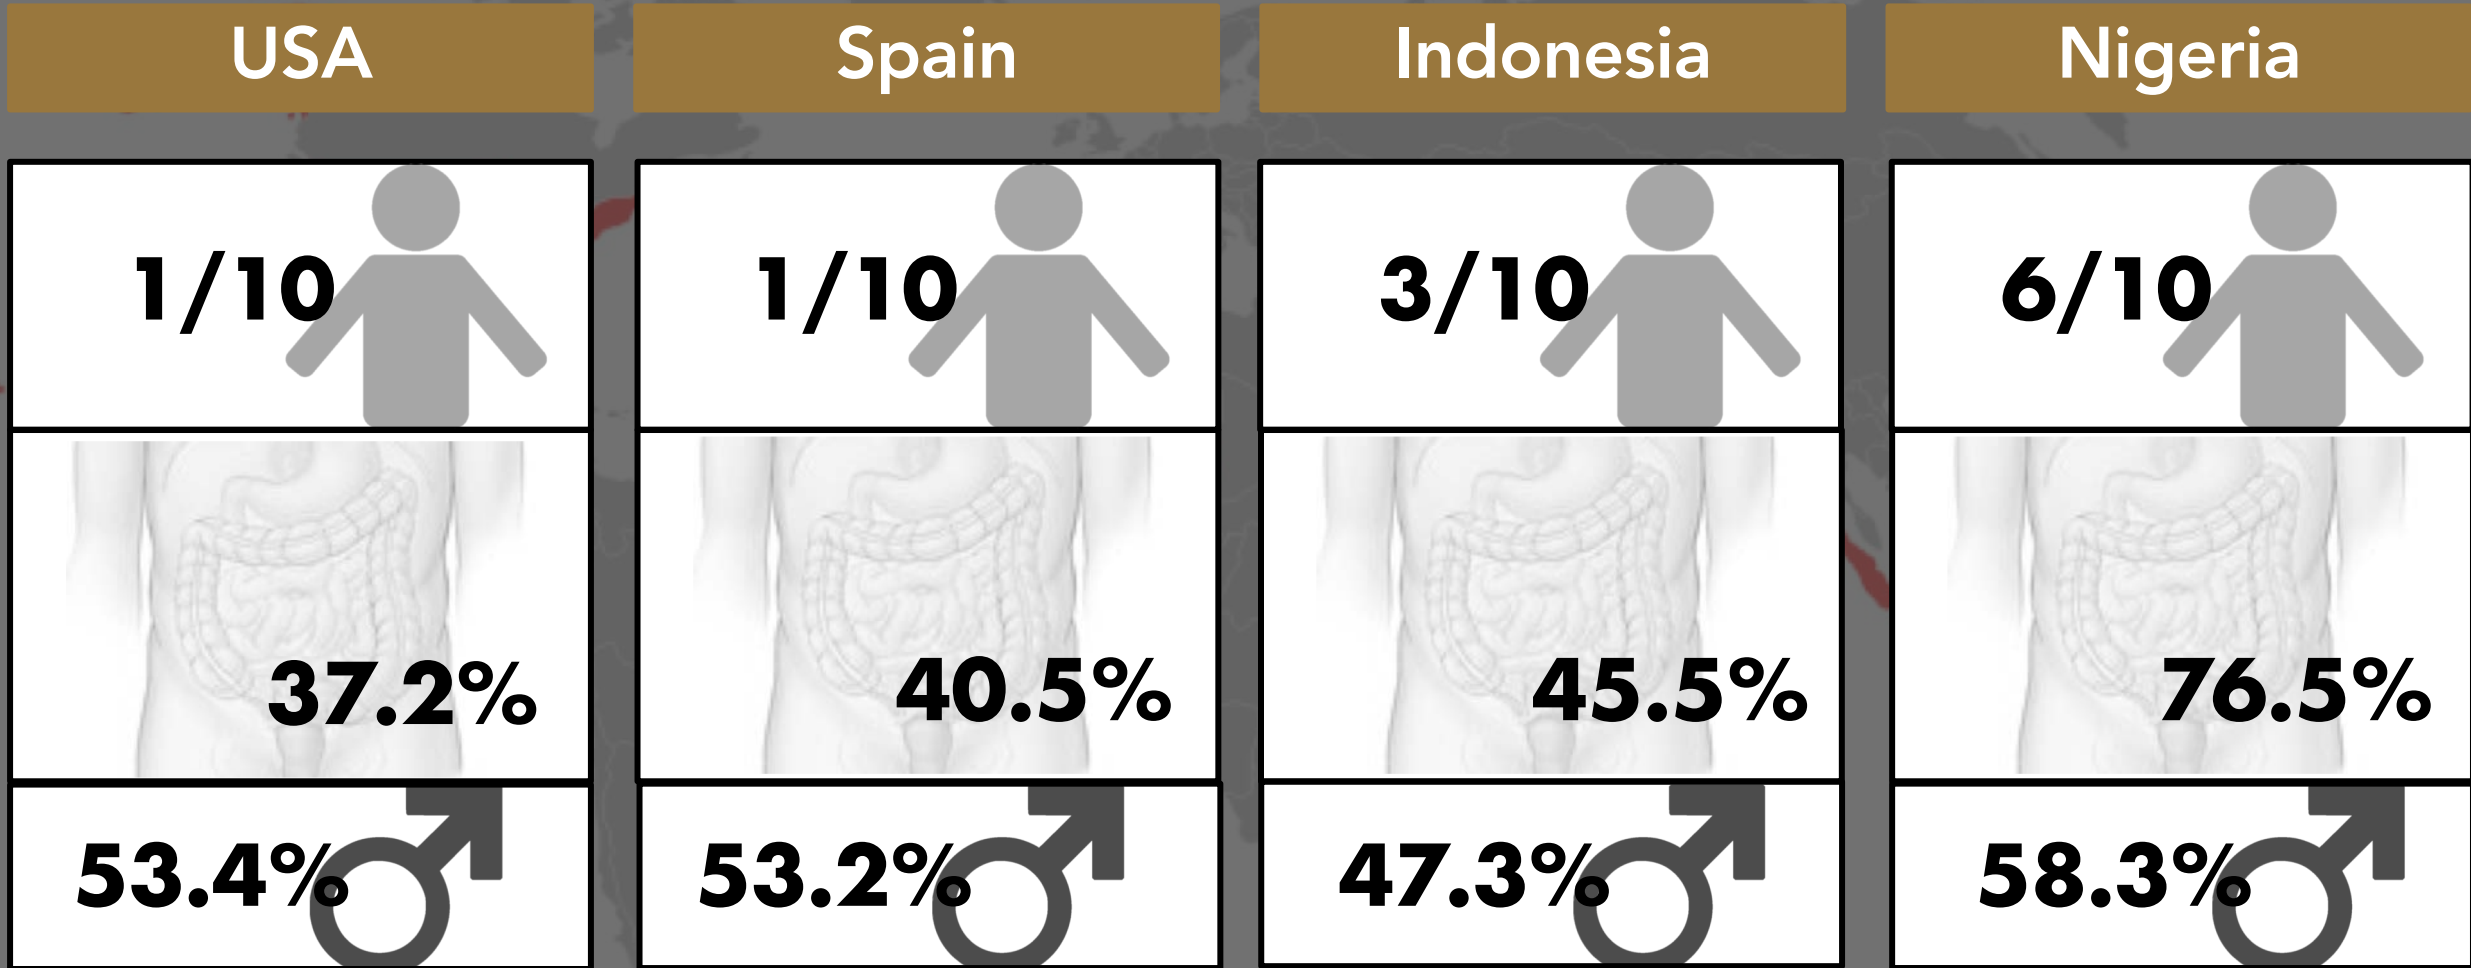 USA Spain Indonesia Nigeria
1/10 1/10 3/10 6/10
37.2% 40.5% 45.5% 76.5%
53.4% 53.2% 47.3% 58.3%